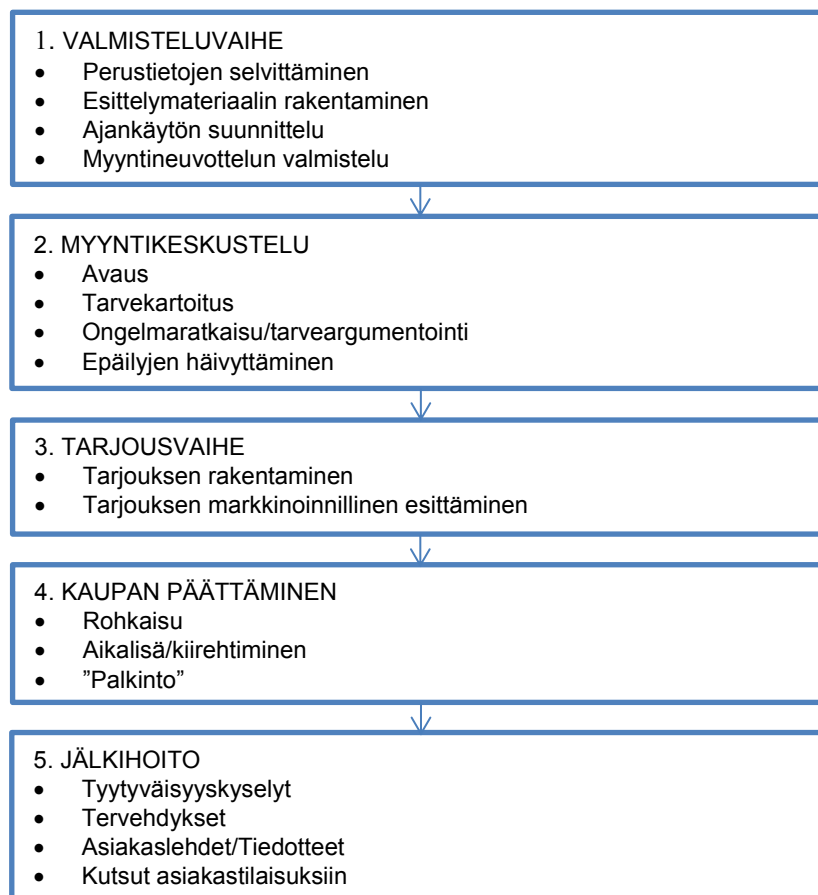 1. VALMISTELUVAIHE
• Perustietojen selvittäminen
• Esittelymateriaalin rakentaminen
• Ajankäytön suunnittelu
• Myyntineuvottelun valmistelu
2. MYYNTIKESKUSTELU
• Avaus
• Tarvekartoitus
• Ongelmaratkaisu/tarveargumentointi
• Epäilyjen häivyttäminen
3. TARJOUSVAIHE
• Tarjouksen rakentaminen
• Tarjouksen markkinoinnillinen esittäminen
4. KAUPAN PÄÄTTÄMINEN
• Rohkaisu
• Aikalisä/kiirehtiminen
• ”Palkinto”
5. JÄLKIHOITO
• Tyytyväisyyskyselyt
• Tervehdykset
• Asiakaslehdet/Tiedotteet
• Kutsut asiakastilaisuksiin